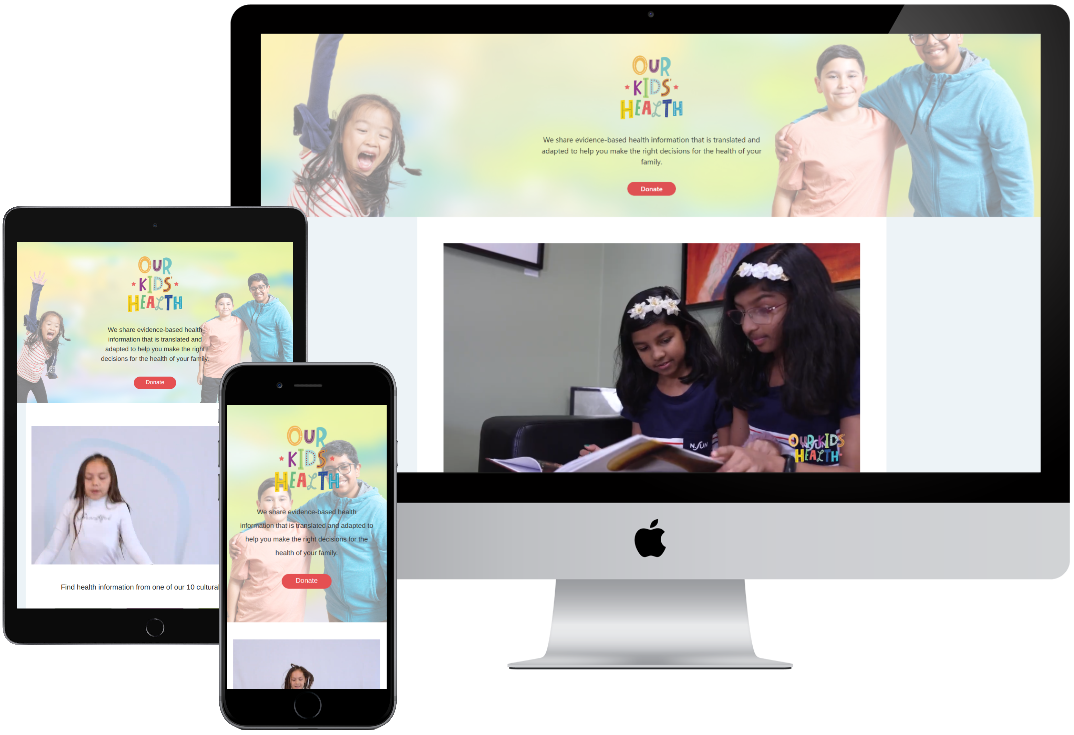 OUR
KIDS'
HEALTH
We share evidence-based health information that is translated and
adapted to help you make the right decisions for the health of your
family.
Donate
OUR KIDS
HEALTH
OUR
KIDS'
HEALTH
We share evidence-based health
information that is translated and
adapted to help you make the right
decisions for the health of your family.
Donate
Find health information from one of our 10 cultural
OUR
KIDS
HEALTH
We share evidence-based health
information that is translated and adapted to
help you make the right decisions for the
health of your family.
Donate